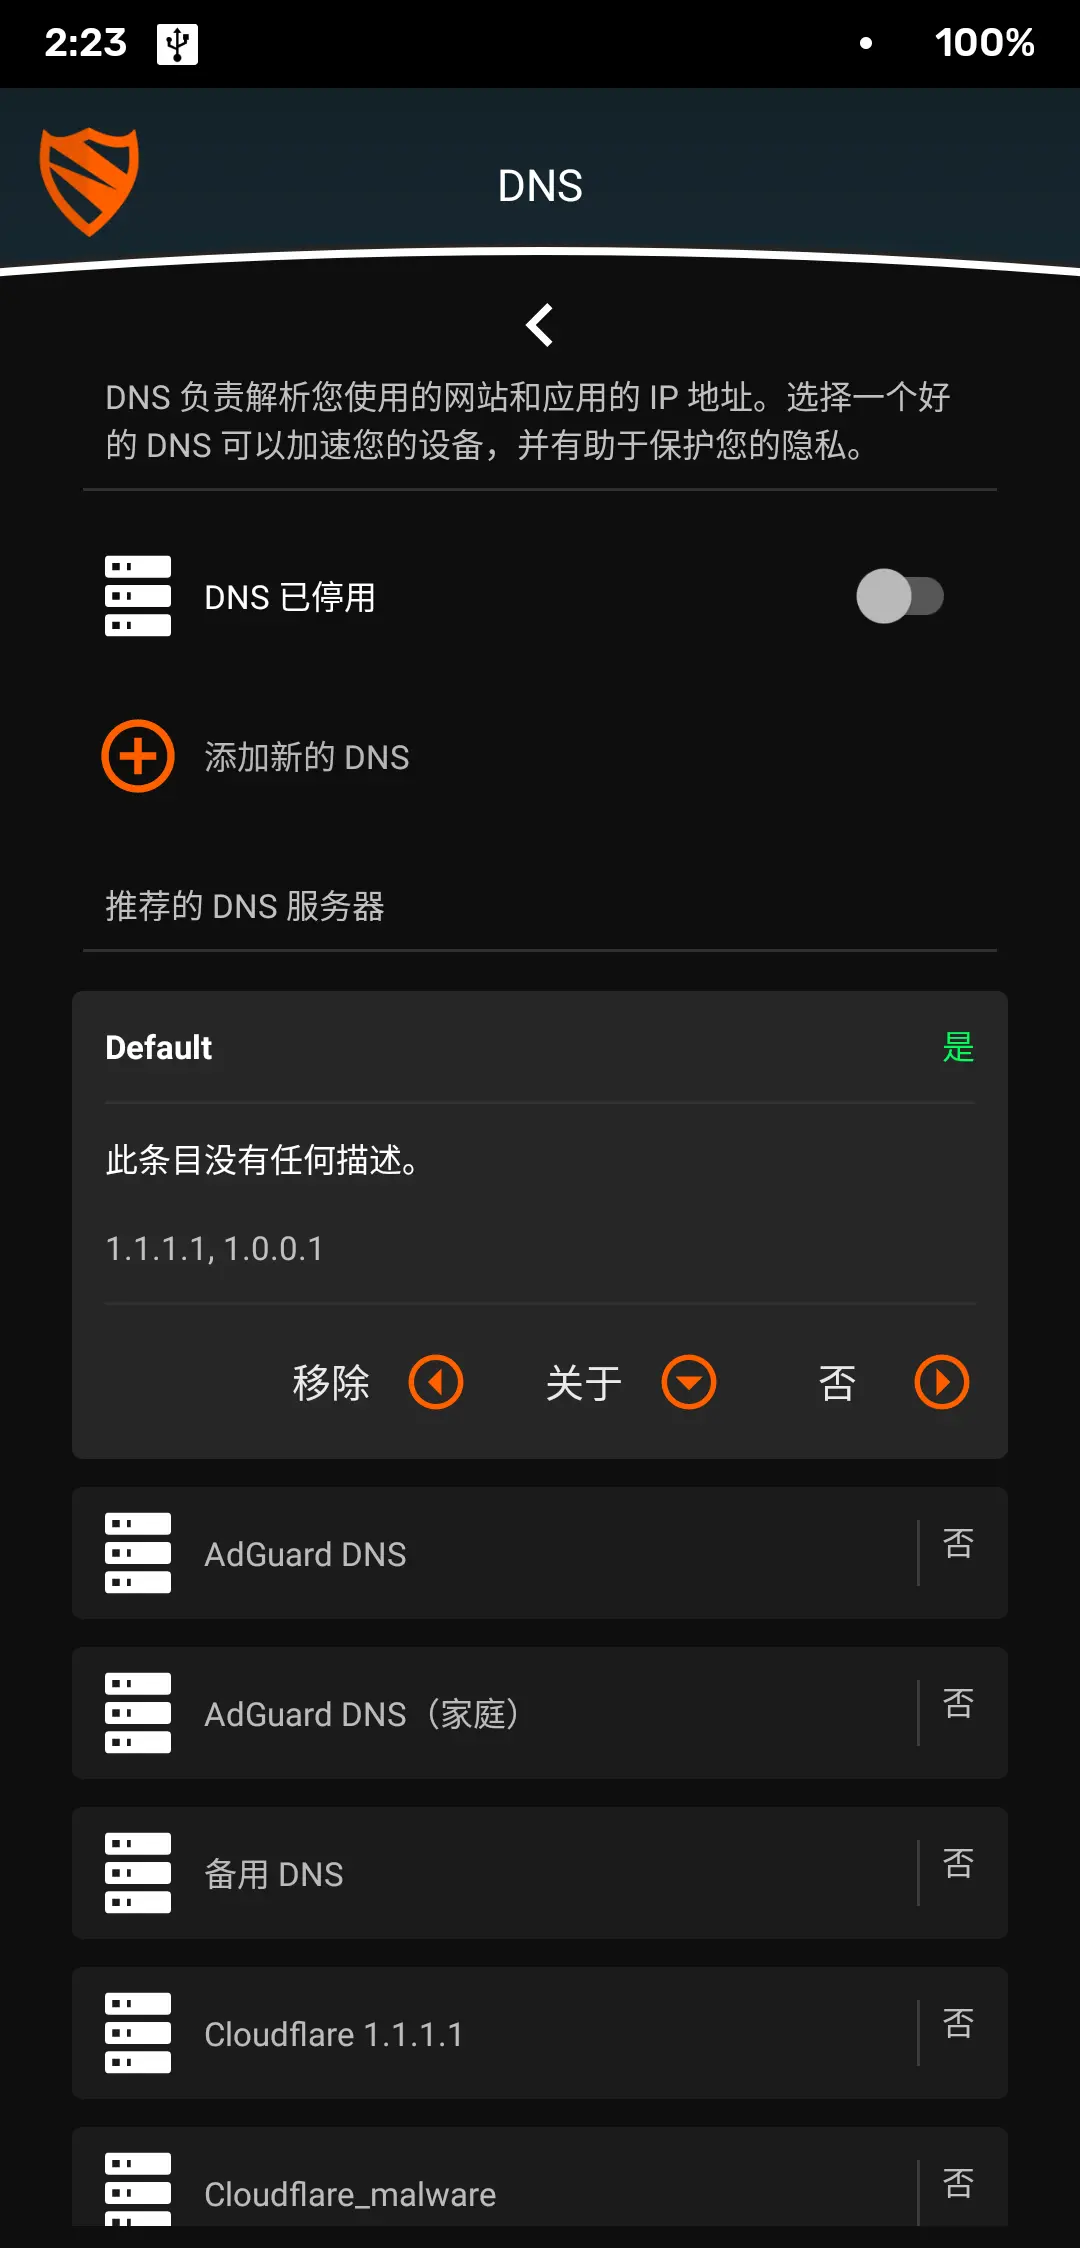 2:23
100%
DNS
DNS 负责解析您使用的网站和应用的 IP 地址。选择一个好
的 DNS 可以加速您的设备，并有助于保护您的隐私。
DNS 已停用
添加新的 DNS
推荐的 DNS 服务器
Default 是
此条目没有任何描述。
1.1.1.1, 1.0.0.1
移除 关于 否
AdGuard DNS 否
AdGuard DNS（家庭） 否
备用 DNS 否
Cloudflare 1.1.1.1 否
Cloudflare_malware 否